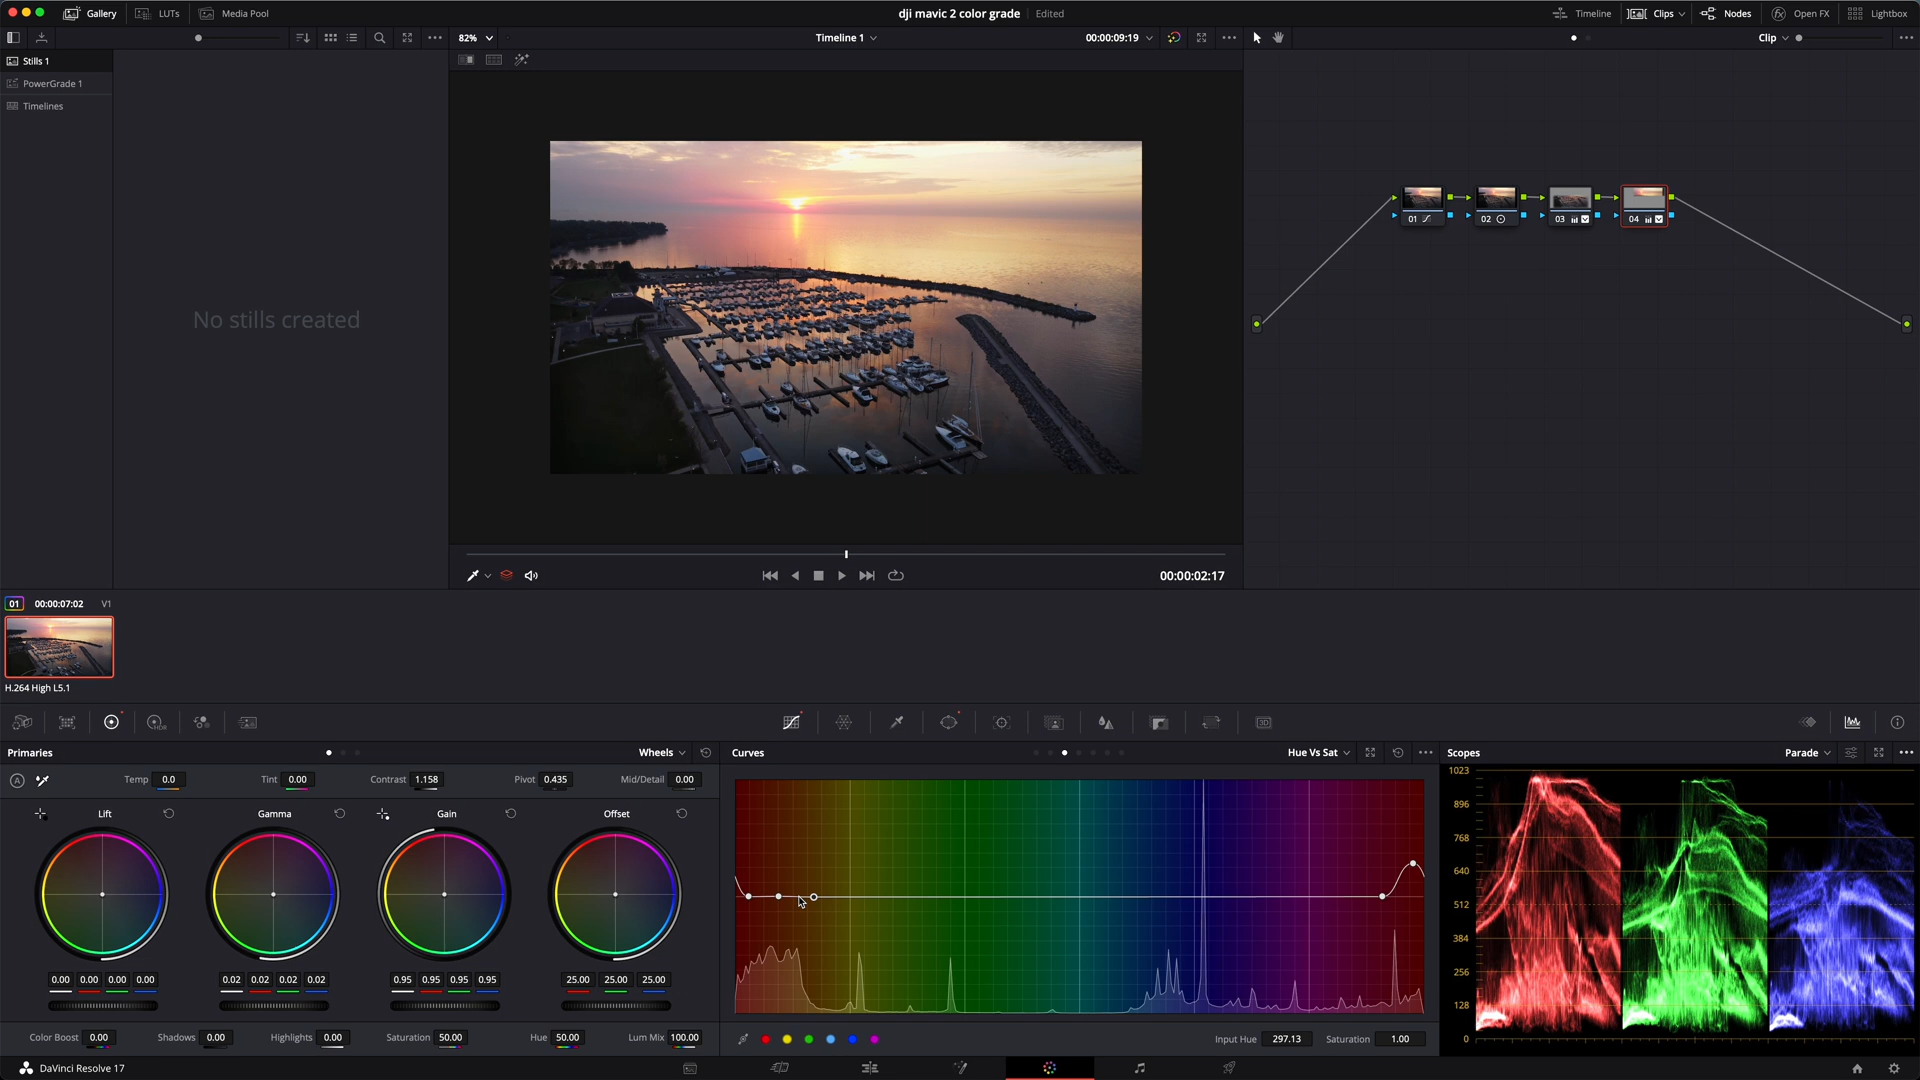 Gallery
LUTs
Media Pool
dji mavic 2 color grade
Edited
Timeline
Clips
Nodes
Open FX
Lightbox
82%
Timeline 1
00:00:09:19
Clip
Stills 1
PowerGrade 1
Timelines
No stills created
01
02
03
04
00:00:02:17
01 00:00:07:02 V1
H.264 High L5.1
HDR
3D
Primaries
Wheels
Curves
Hue Vs Sat
Scopes
Parade
A
Temp 0.0
Tint 0.00
Contrast 1.158
Pivot 0.435
Mid/Detail 0.00
Lift
Gamma
Gain
Offset
0.00 0.00 0.00 0.00
0.02 0.02 0.02 0.02
0.95 0.95 0.95 0.95
25.00 25.00 25.00
Color Boost 0.00
Shadows 0.00
Highlights 0.00
Saturation 50.00
Hue 50.00
Lum Mix 100.00
Input Hue 297.13
Saturation 1.00
1023
896
768
640
512
384
256
128
0
DaVinci Resolve 17